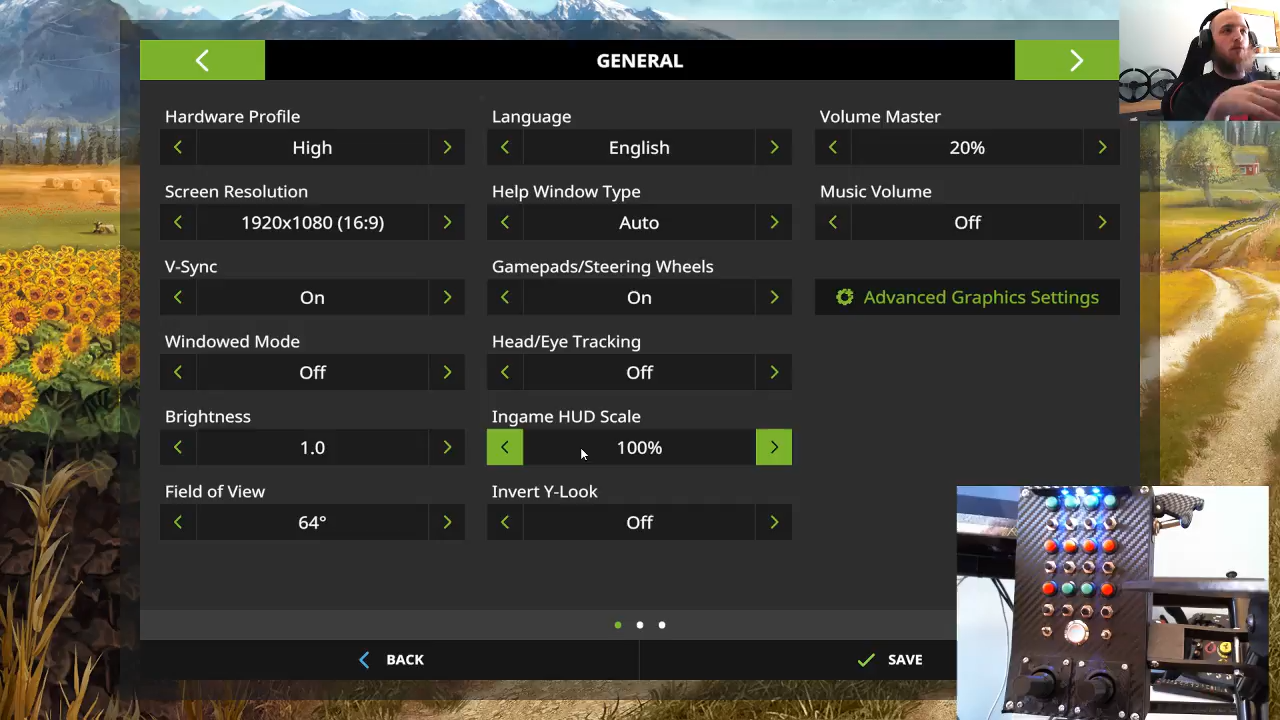 GENERAL
Hardware Profile
High
Screen Resolution
1920x1080 (16:9)
V-Sync
On
Windowed Mode
Off
Brightness
1.0
Field of View
64°
Language
English
Help Window Type
Auto
Gamepads/Steering Wheels
On
Head/Eye Tracking
Off
Ingame HUD Scale
100%
Invert Y-Look
Off
Volume Master
20%
Music Volume
Off
Advanced Graphics Settings
BACK
SAVE